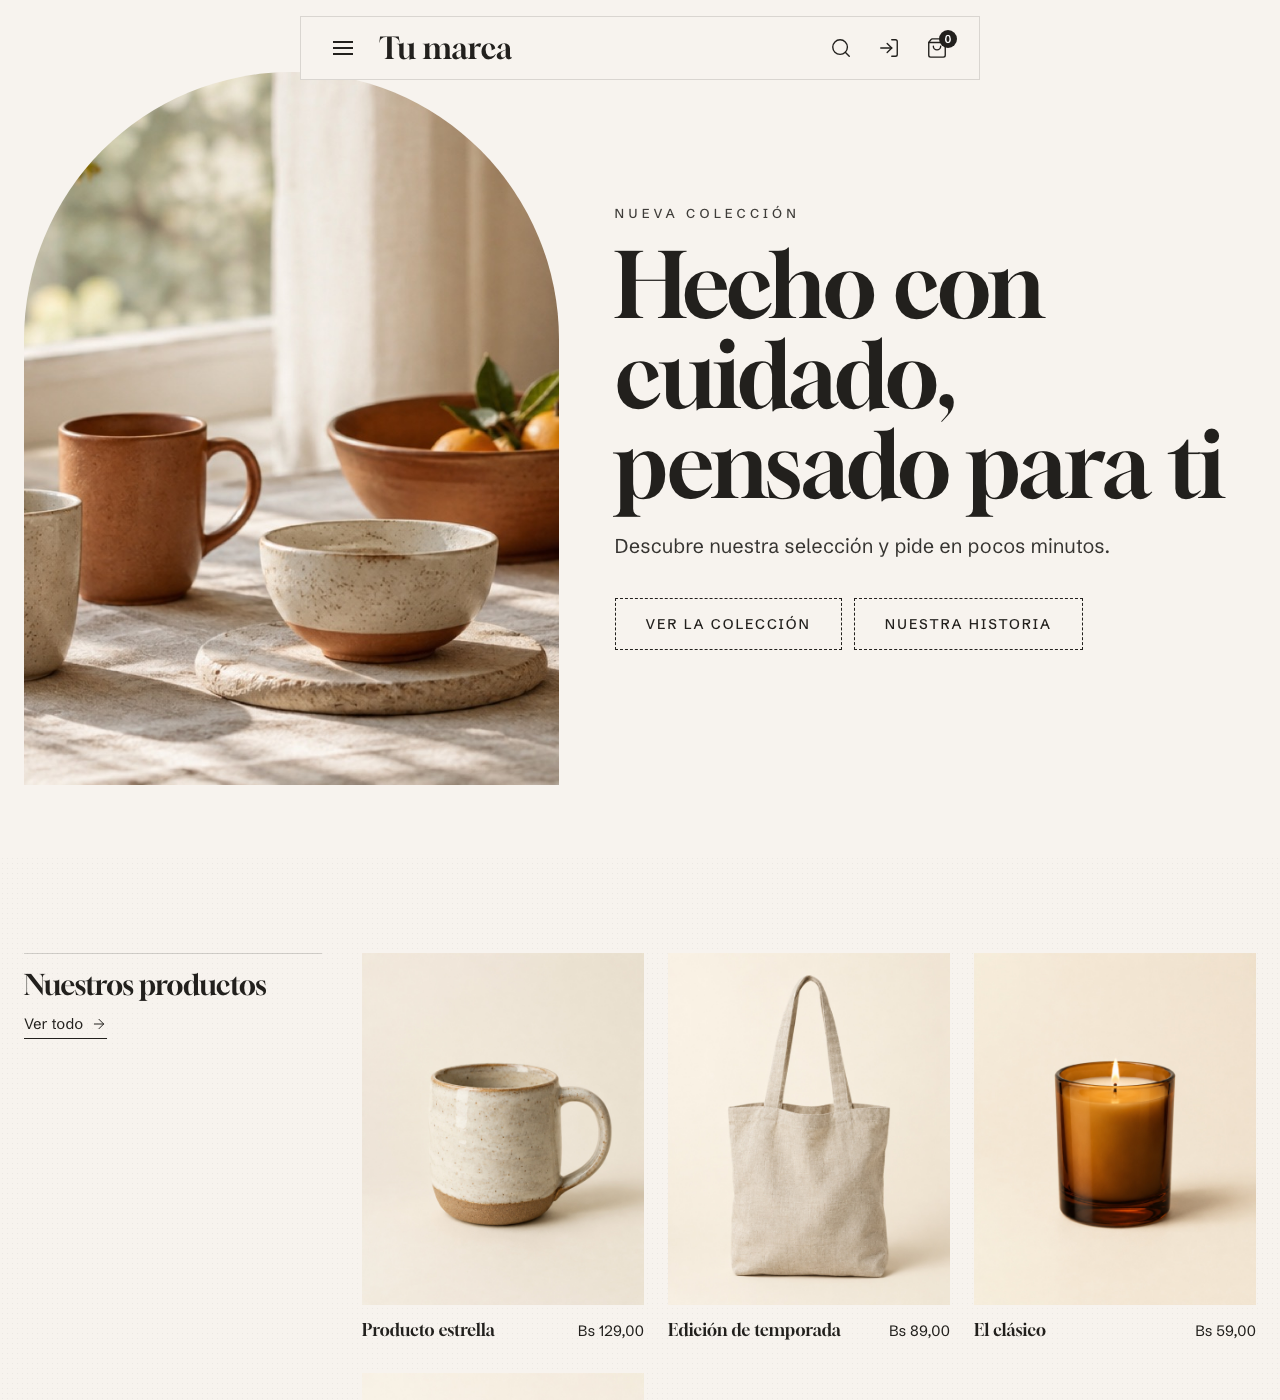 Tu marca
0
NUEVA COLECCIÓN
Hecho con
cuidado,
pensado para ti
Descubre nuestra selección y pide en pocos minutos.
VER LA COLECCIÓN
NUESTRA HISTORIA
Nuestros productos
Ver todo
Producto estrella
Bs 129,00
Edición de temporada
Bs 89,00
El clásico
Bs 59,00